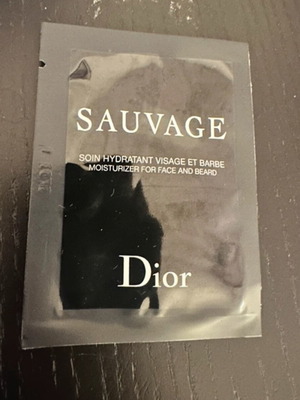 SAUVAGE
SOIN HYDRATANT VISAGE ET BARBE
MOISTURIZER FOR FACE AND BEARD
Dior